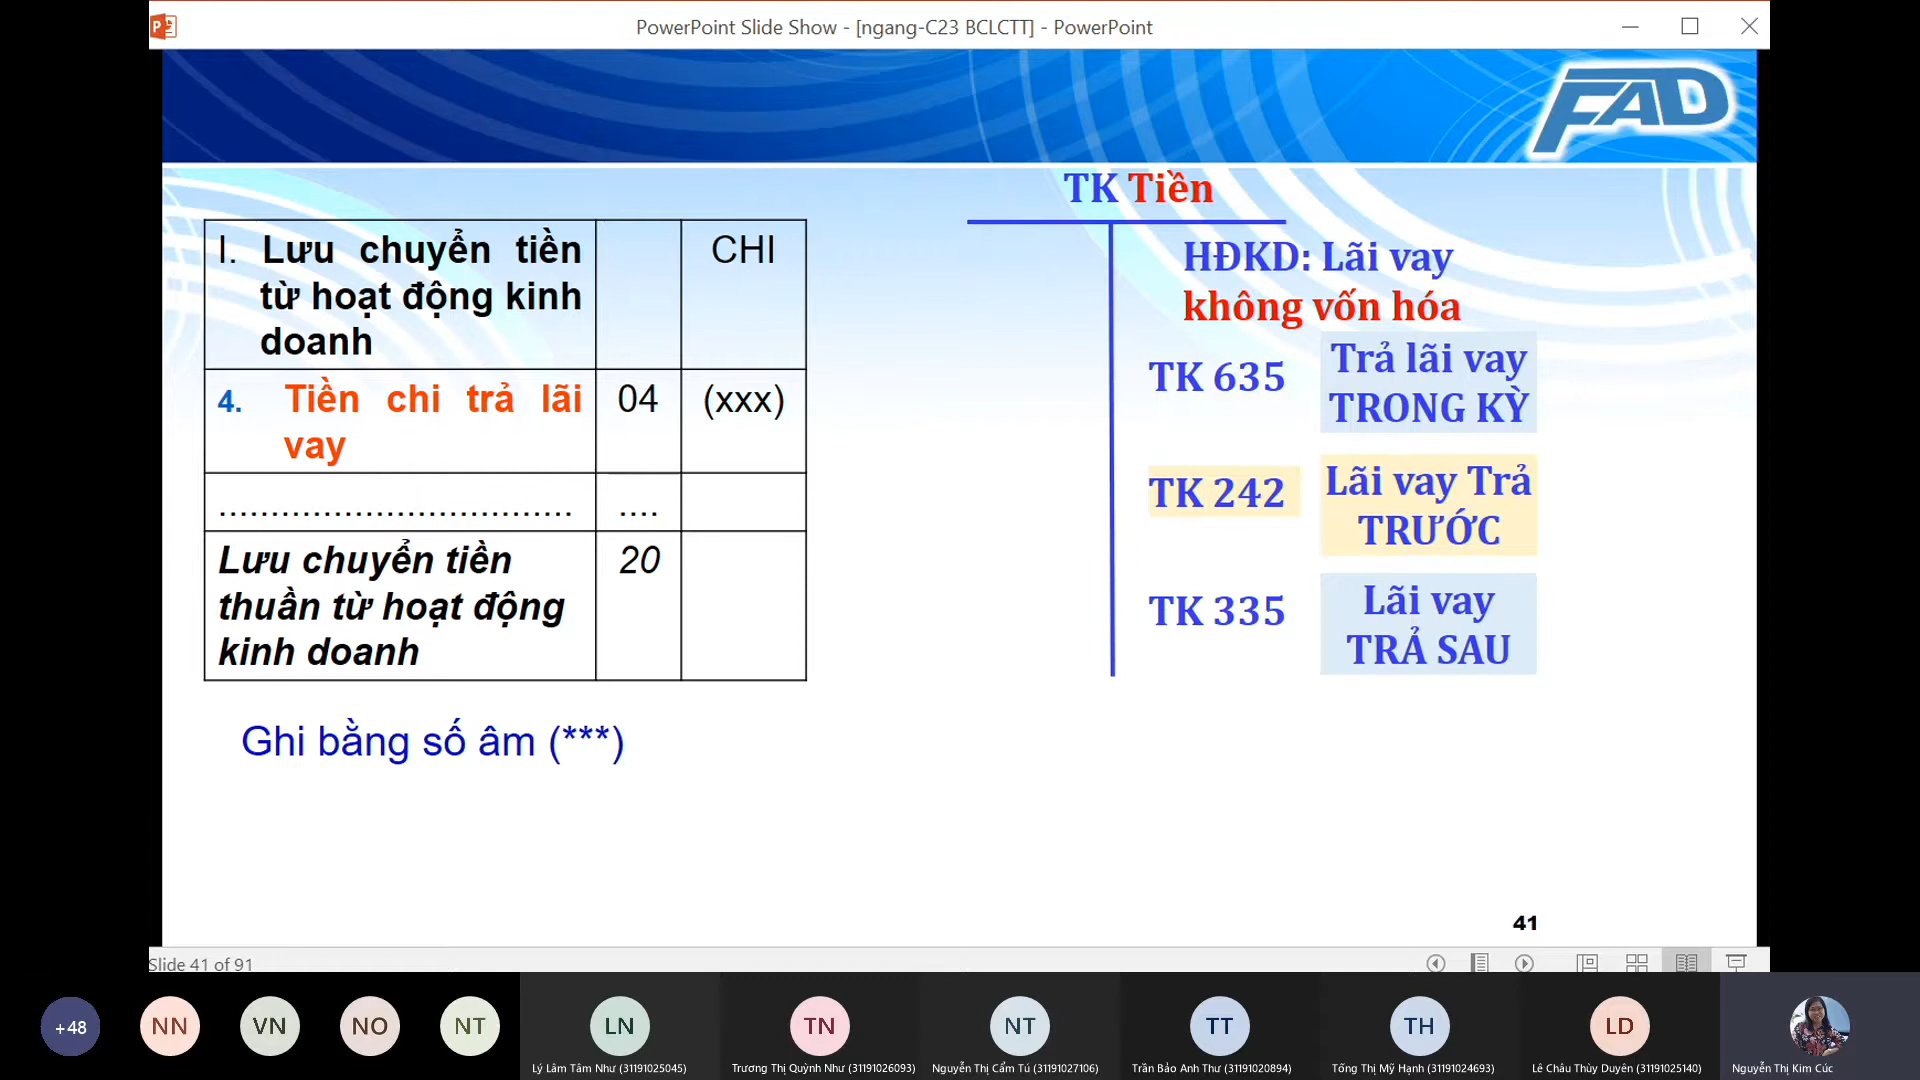 PowerPoint Slide Show - [ngang-C23 BCLCTT] - PowerPoint
FAD
I. Lưu chuyển tiền từ hoạt động kinh doanh
CHI
4. Tiền chi trả lãi vay
04
(xxx)
..................................
....
Lưu chuyển tiền thuần từ hoạt động kinh doanh
20
Ghi bằng số âm (***)
TK Tiền
HĐKD: Lãi vay
không vốn hóa
TK 635
Trả lãi vay
TRONG KỲ
TK 242
Lãi vay Trả
TRƯỚC
TK 335
Lãi vay
TRẢ SAU
41
Slide 41 of 91
+48
NN
VN
NO
NT
LN
Lý Lâm Tâm Như (31191025045)
TN
Trương Thị Quỳnh Như (31191026093)
NT
Nguyễn Thị Cẩm Tú (31191027106)
TT
Trần Bảo Anh Thư (31191020894)
TH
Tống Thị Mỹ Hạnh (31191024693)
LD
Lê Châu Thùy Duyên (31191025140)
Nguyễn Thị Kim Cúc